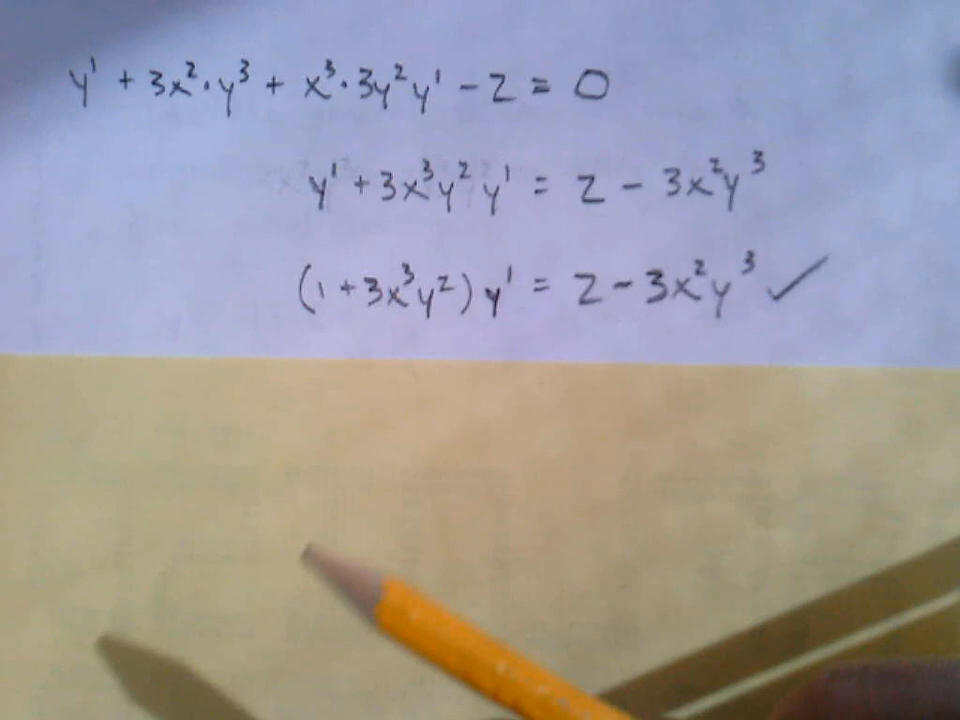 y' + 3x²·y³ + x³·3y²y' - 2 = 0
y' + 3x³y²y' = 2 - 3x²y³
(1 + 3x³y²)y' = 2 - 3x²y³ ✓